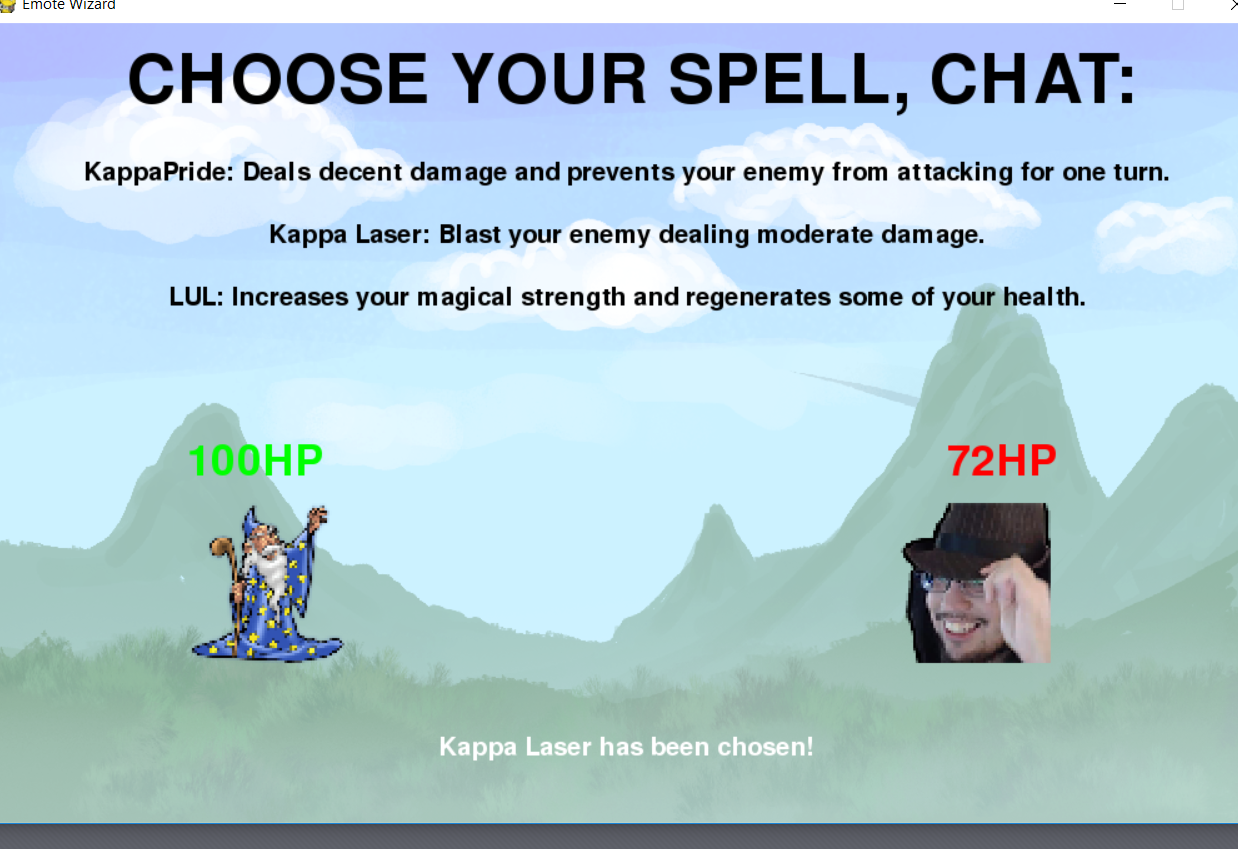 Emote Wizard
CHOOSE YOUR SPELL, CHAT:
KappaPride: Deals decent damage and prevents your enemy from attacking for one turn.
Kappa Laser: Blast your enemy dealing moderate damage.
LUL: Increases your magical strength and regenerates some of your health.
100HP
72HP
Kappa Laser has been chosen!